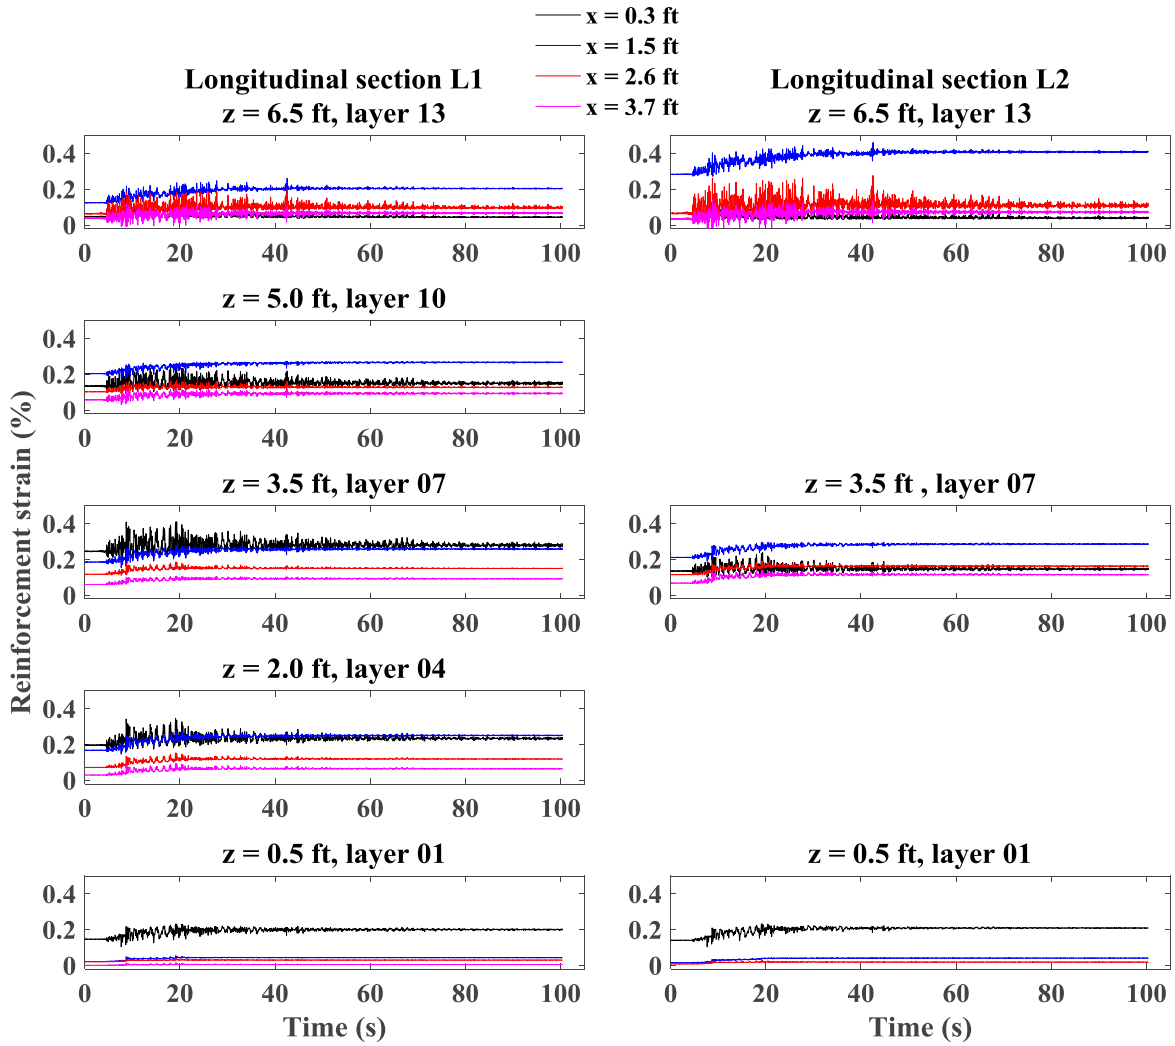 x = 0.3 ft
x = 1.5 ft
x = 2.6 ft
x = 3.7 ft
Longitudinal section L1
z = 6.5 ft, layer 13
Longitudinal section L2
z = 6.5 ft, layer 13
0.4
0.2
0
0 20 40 60 80 100
0.4
0.2
0
0 20 40 60 80 100
z = 5.0 ft, layer 10
0.4
0.2
0
0 20 40 60 80 100
z = 3.5 ft, layer 07
0.4
0.2
0
0 20 40 60 80 100
z = 3.5 ft , layer 07
0.4
0.2
0
0 20 40 60 80 100
z = 2.0 ft, layer 04
0.4
0.2
0
0 20 40 60 80 100
z = 0.5 ft, layer 01
0.4
0.2
0
0 20 40 60 80 100
z = 0.5 ft, layer 01
0.4
0.2
0
0 20 40 60 80 100
Reinforcement strain (%)
Time (s)
Time (s)